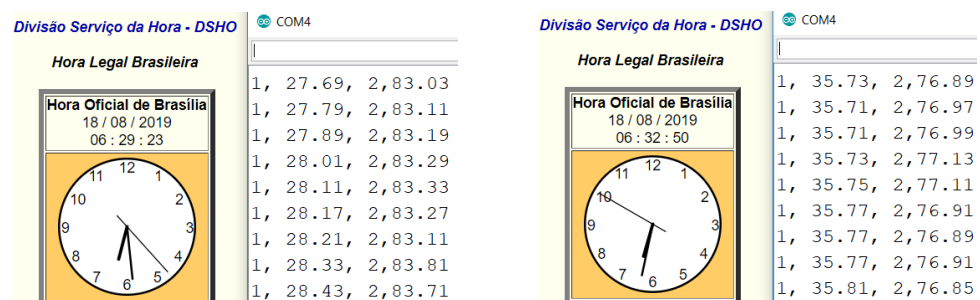 Divisão Serviço da Hora - DSHO
Hora Legal Brasileira
Hora Oficial de Brasília
18 / 08 / 2019
06 : 29 : 23
12
1
2
3
4
5
6
7
8
9
10
11
COM4
1, 27.69, 2,83.03
1, 27.79, 2,83.11
1, 27.89, 2,83.19
1, 28.01, 2,83.29
1, 28.11, 2,83.33
1, 28.17, 2,83.27
1, 28.21, 2,83.11
1, 28.33, 2,83.81
1, 28.43, 2,83.71
Divisão Serviço da Hora - DSHO
Hora Legal Brasileira
Hora Oficial de Brasília
18 / 08 / 2019
06 : 32 : 50
12
1
2
3
4
5
6
7
8
9
10
11
COM4
1, 35.73, 2,76.89
1, 35.71, 2,76.97
1, 35.71, 2,76.99
1, 35.73, 2,77.13
1, 35.75, 2,77.11
1, 35.77, 2,76.91
1, 35.77, 2,76.89
1, 35.77, 2,76.91
1, 35.81, 2,76.85